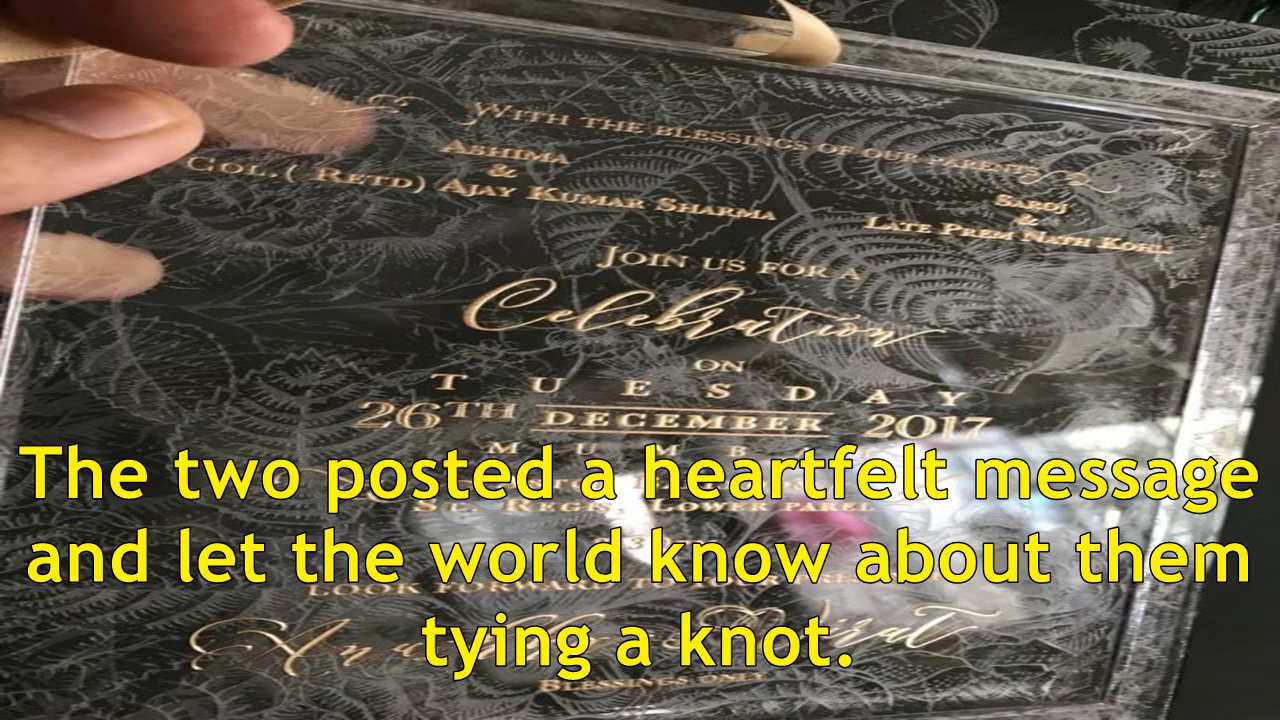 With the blessings of our parents
Ashima
&
Col.( Retd) Ajay Kumar Sharma
Saroj
&
Late Prem Nath Kohli
Join us for a
Celebration
on
TUESDAY
26TH DECEMBER 2017
The two posted a heartfelt message
St. Regis, Lower Parel
and let the world know about them
Look forward to
tying a knot.
Blessings only